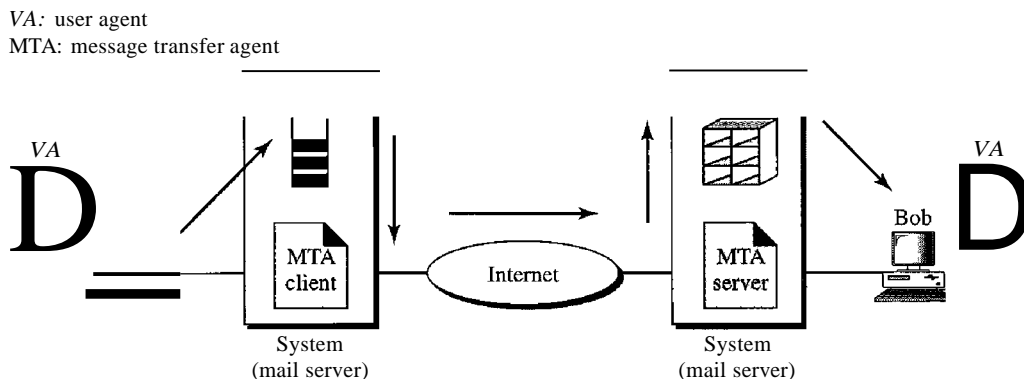 VA: user agent
MTA: message transfer agent
VA
D
VA
D
Bob
MTA
client
Internet
MTA
server
System
(mail server)
System
(mail server)